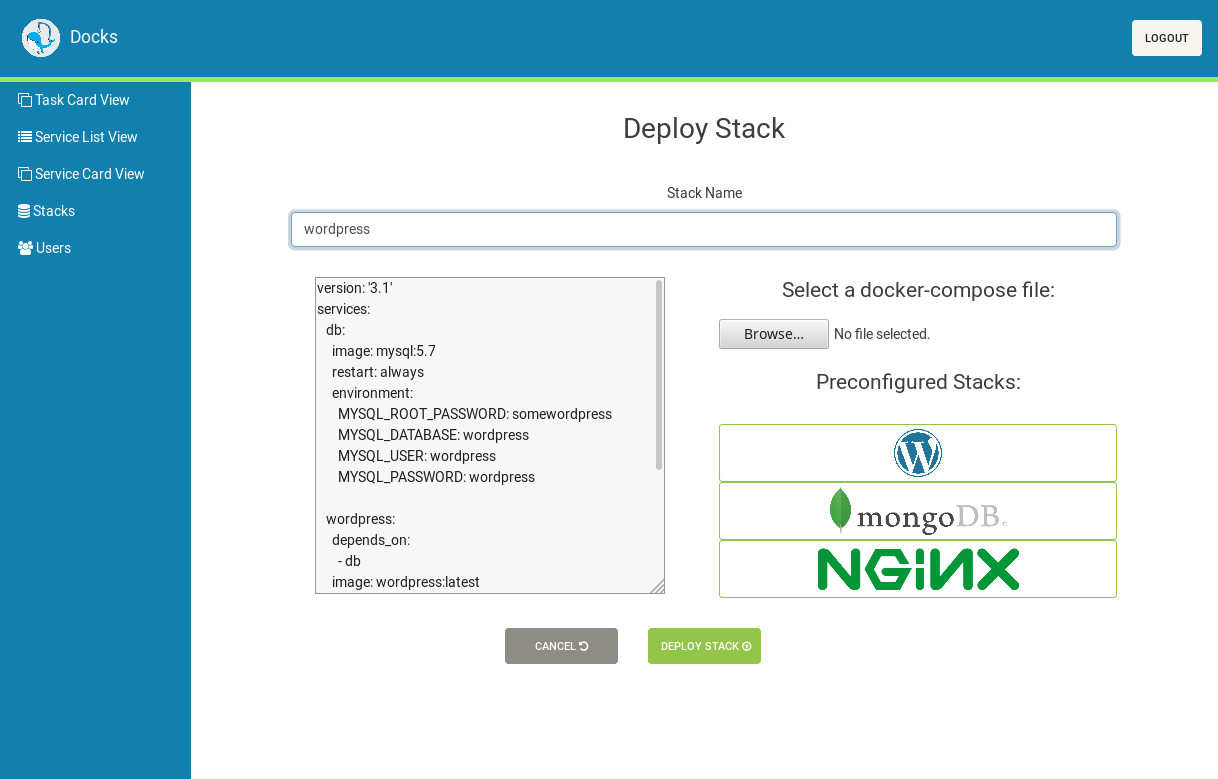 Docks
LOGOUT
Task Card View
Service List View
Service Card View
Stacks
Users
Deploy Stack
Stack Name
wordpress
version: '3.1'
services:
db:
image: mysql:5.7
restart: always
environment:
MYSQL_ROOT_PASSWORD: somewordpress
MYSQL_DATABASE: wordpress
MYSQL_USER: wordpress
MYSQL_PASSWORD: wordpress
wordpress:
depends_on:
- db
image: wordpress:latest
Select a docker-compose file:
Browse... No file selected.
Preconfigured Stacks:
W
mongoDB
NGiNX
CANCEL
DEPLOY STACK